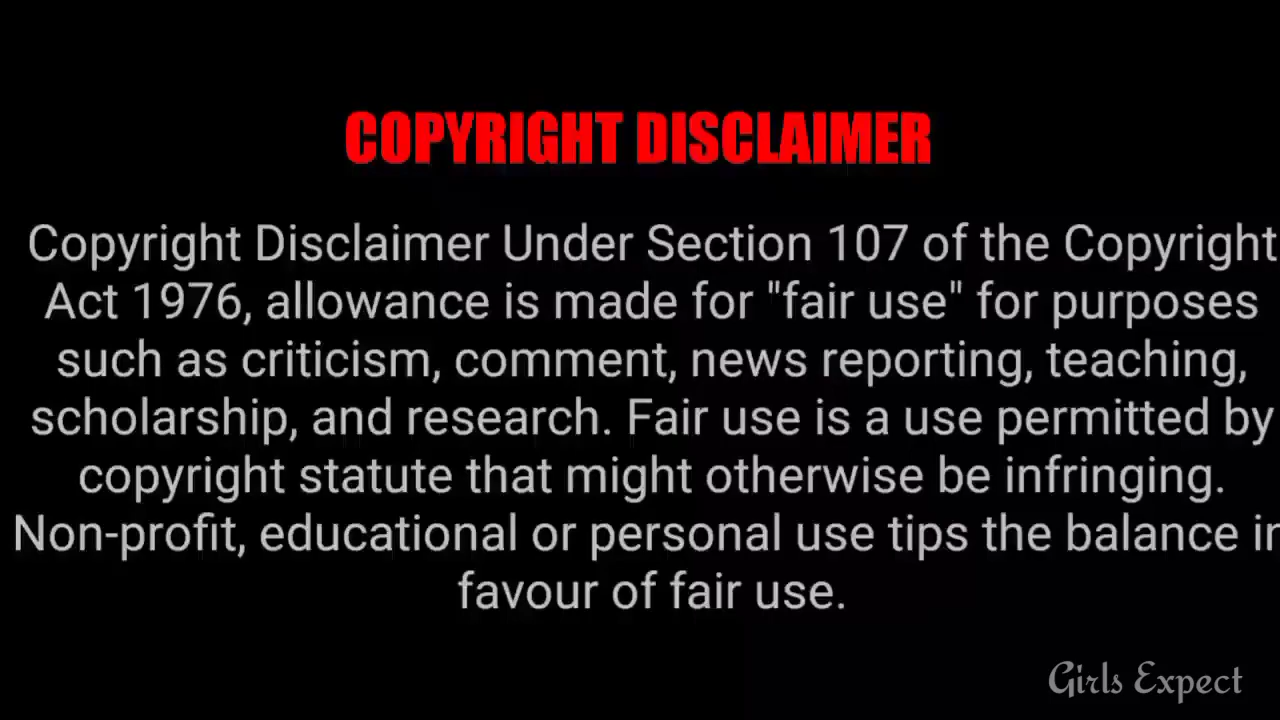 COPYRIGHT DISCLAIMER
Copyright Disclaimer Under Section 107 of the Copyright
Act 1976, allowance is made for "fair use" for purposes
such as criticism, comment, news reporting, teaching,
scholarship, and research. Fair use is a use permitted by
copyright statute that might otherwise be infringing.
Non-profit, educational or personal use tips the balance in
favour of fair use.
Girls Expect